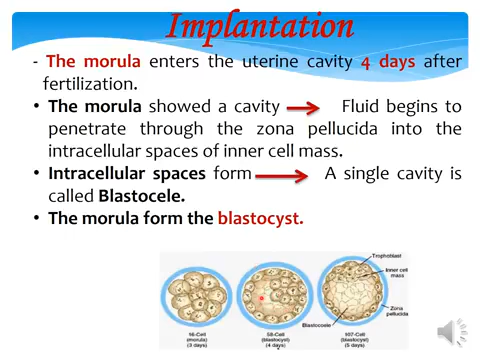 Implantation
- The morula enters the uterine cavity 4 days after
fertilization.
• The morula showed a cavity Fluid begins to
penetrate through the zona pellucida into the
intracellular spaces of inner cell mass.
• Intracellular spaces form A single cavity is
called Blastocele.
• The morula form the blastocyst.
Trophoblast
Inner cell
mass
Zona
pellucida
Blastocoele
16-Cell
(morula)
(3 days)
58-Cell
(blastocyst)
(4 days)
107-Cell
(blastocyst)
(5 days)